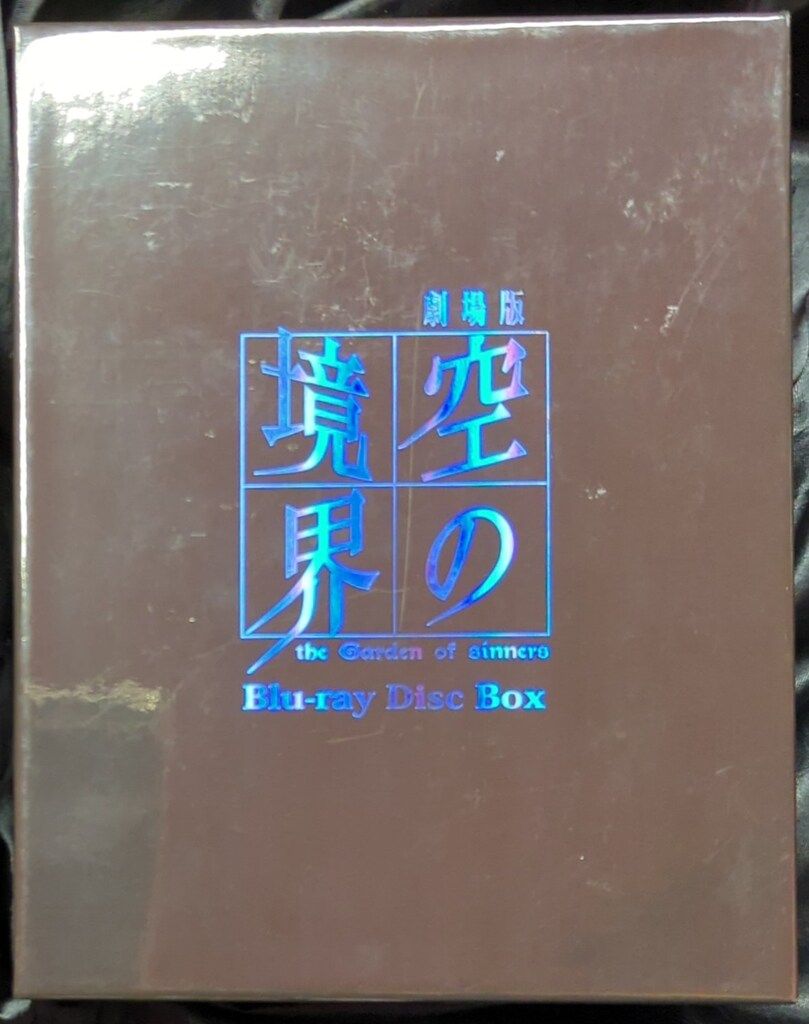 劇場版
空の
境界
the Garden of sinners
Blu-ray Disc Box